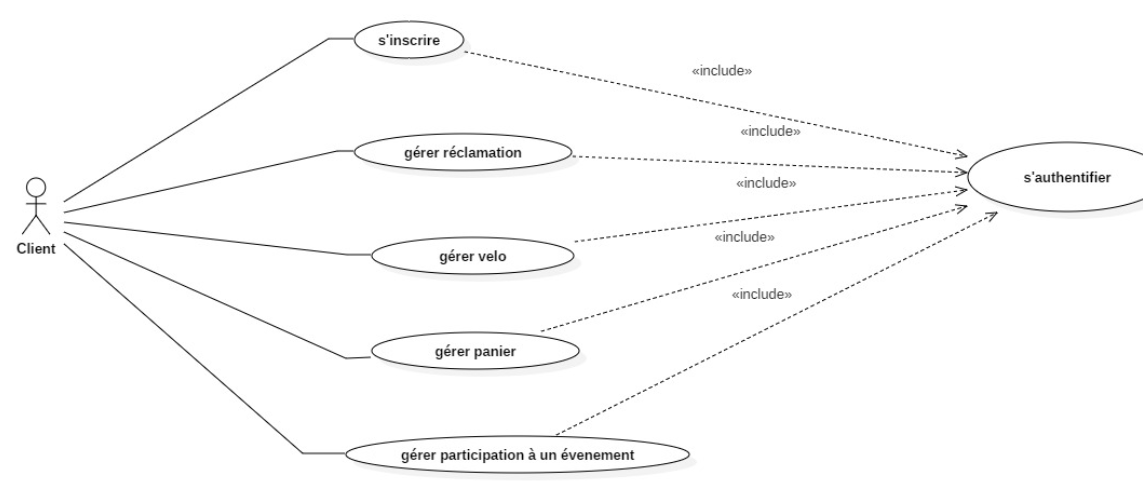 s'inscrire
«include»
«include»
gérer réclamation
s'authentifier
«include»
Client
«include»
gérer velo
«include»
gérer panier
gérer participation à un évenement